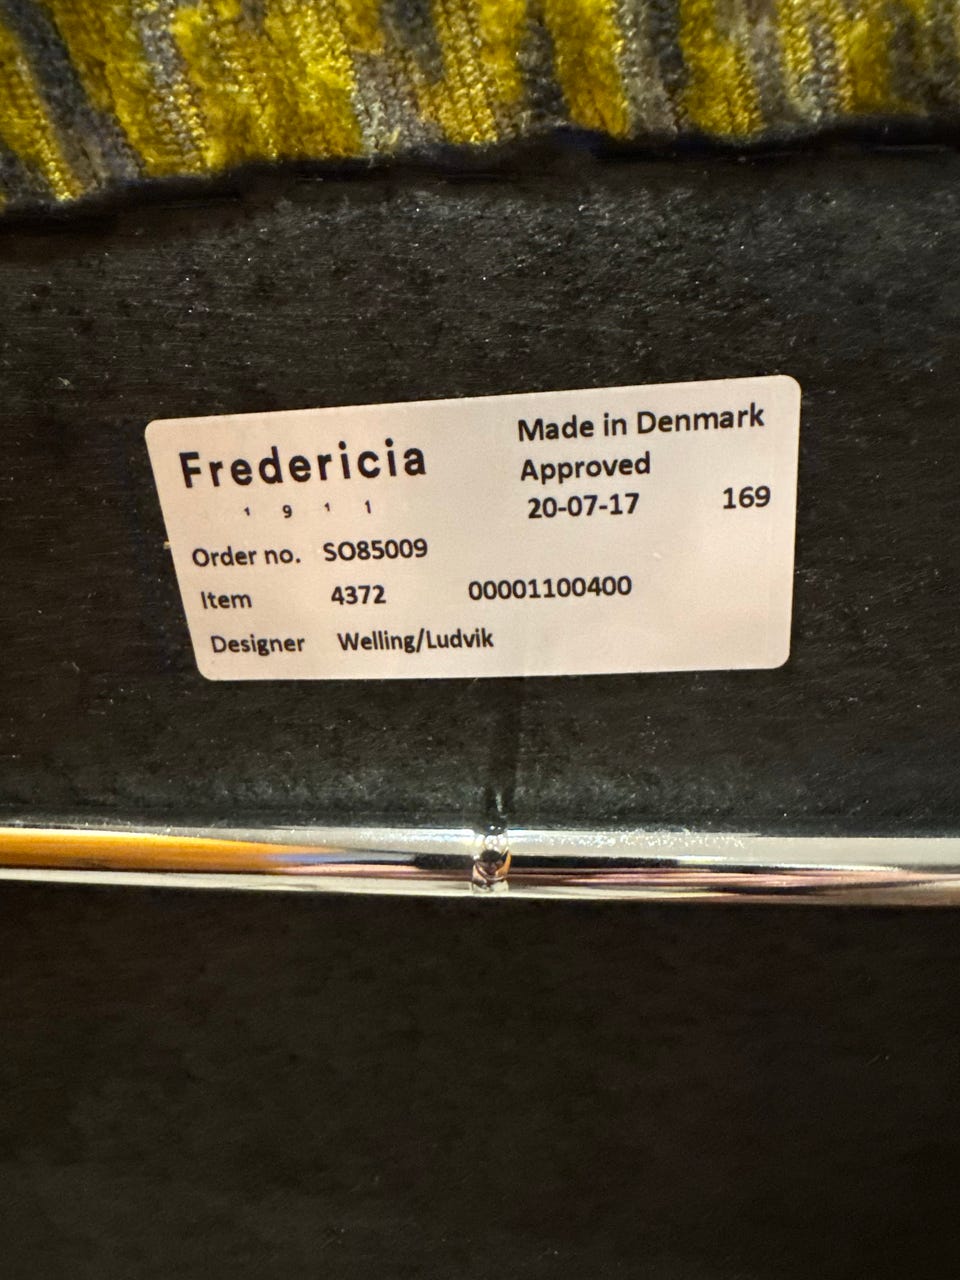 Fredericia
1 9 1 1
Made in Denmark
Approved
20-07-17 169
Order no. SO85009
Item 4372 00001100400
Designer Welling/Ludvik